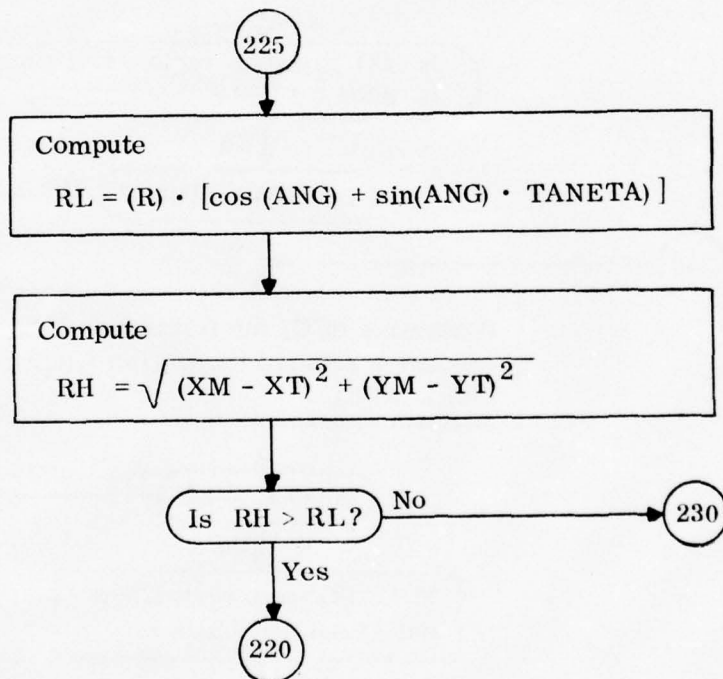 225
Compute
RL = (R) · [cos (ANG) + sin(ANG) · TANETA) ]
Compute
RH = √(XM - XT)² + (YM - YT)²
Is RH > RL?
No
230
Yes
220